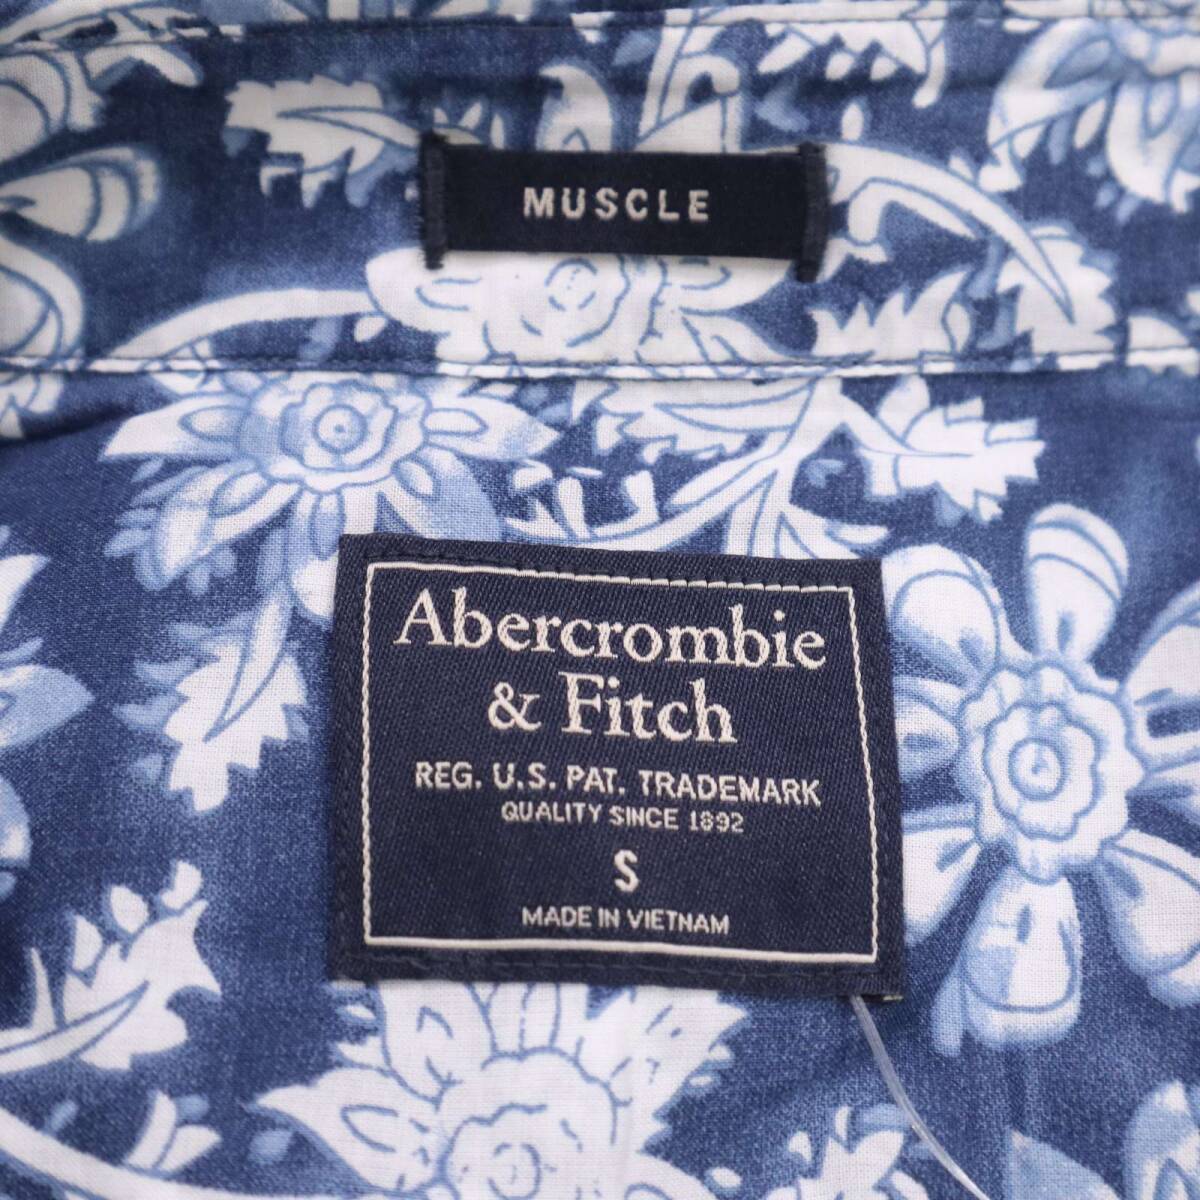 MUSCLE
Abercrombie
& Fitch
REG. U.S. PAT. TRADEMARK
QUALITY SINCE 1892
S
MADE IN VIETNAM